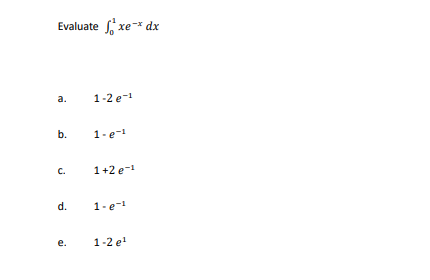 Evaluate ∫₀¹ xe⁻ˣ dx
a. 1-2 e⁻¹
b. 1- e⁻¹
c. 1+2 e⁻¹
d. 1- e⁻¹
e. 1-2 e¹